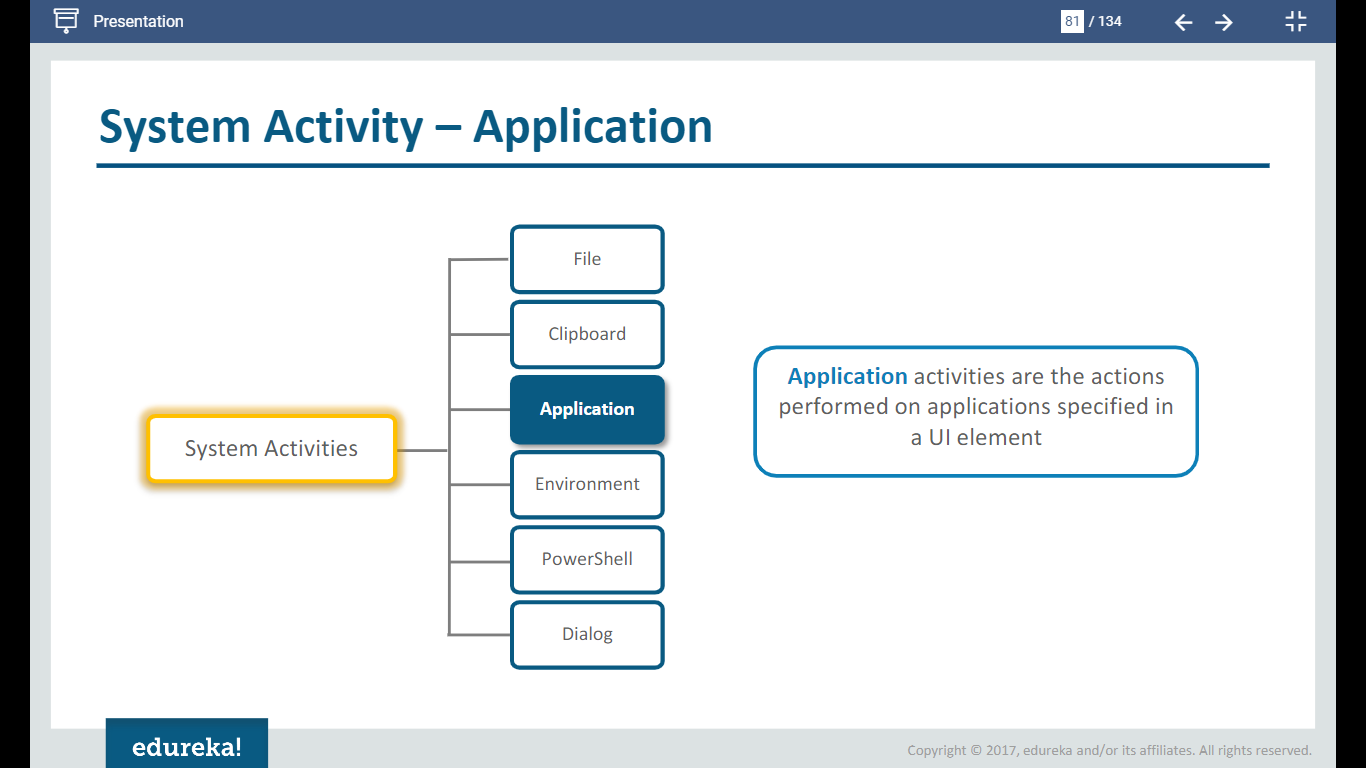 Presentation
81 / 134
System Activity – Application
File
Clipboard
Application
System Activities
Environment
PowerShell
Dialog
Application activities are the actions
performed on applications specified in
a UI element
edureka!
Copyright © 2017, edureka and/or its affiliates. All rights reserved.